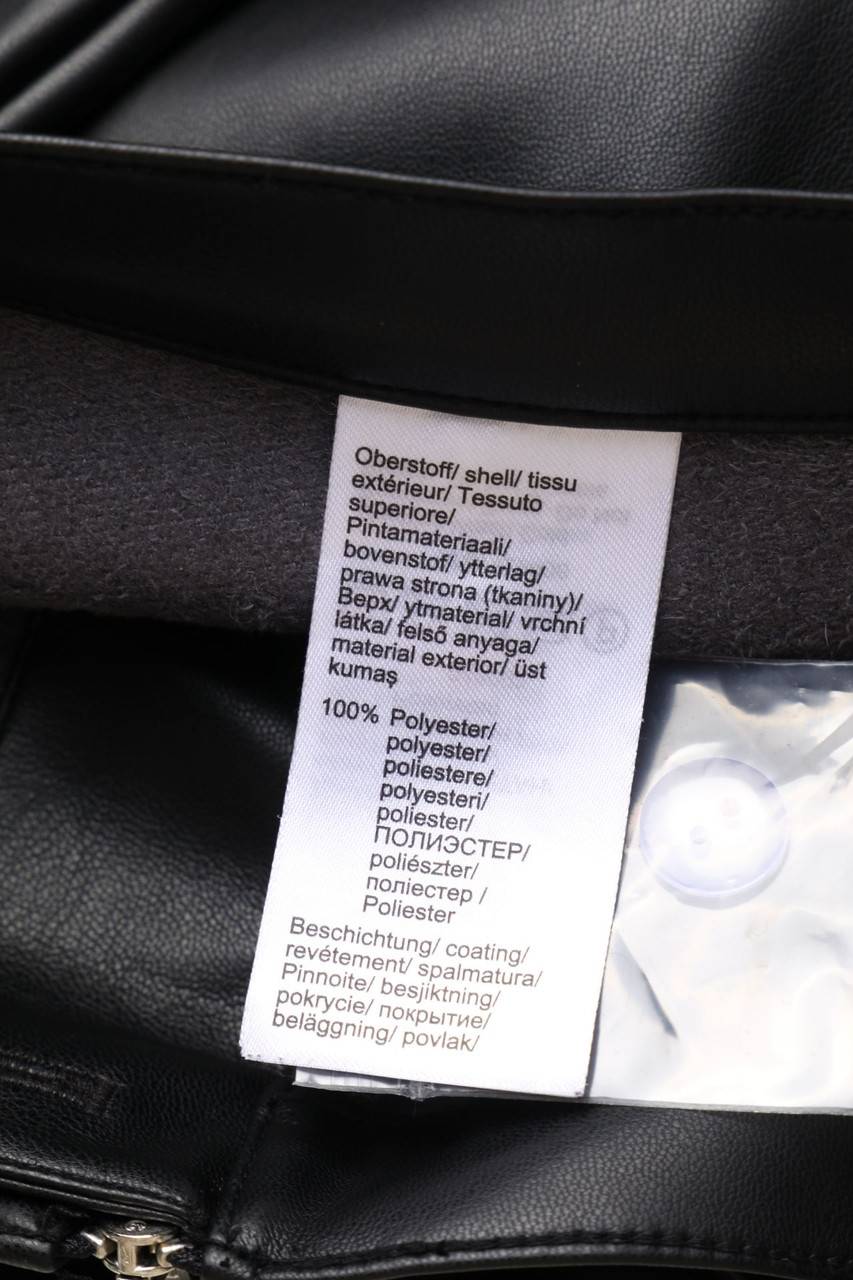 Oberstoff/ shell/ tissu
extérieur/ Tessuto
superiore/
Pintamateriaali/
bovenstof/ ytterlag/
prawa strona (tkaniny)/
Верх/ ytmaterial/ vrchní
látka/ felső anyaga/
material exterior/ üst
kumaş
100% Polyester/
polyester/
poliestere/
polyesteri/
poliester/
ПОЛИЭСТЕР/
poliészter/
поліестер /
Poliester
Beschichtung/ coating/
revétement/ spalmatura/
Pinnoite/ besjiktning/
pokrycie/ покрытие/
beläggning/ povlak/